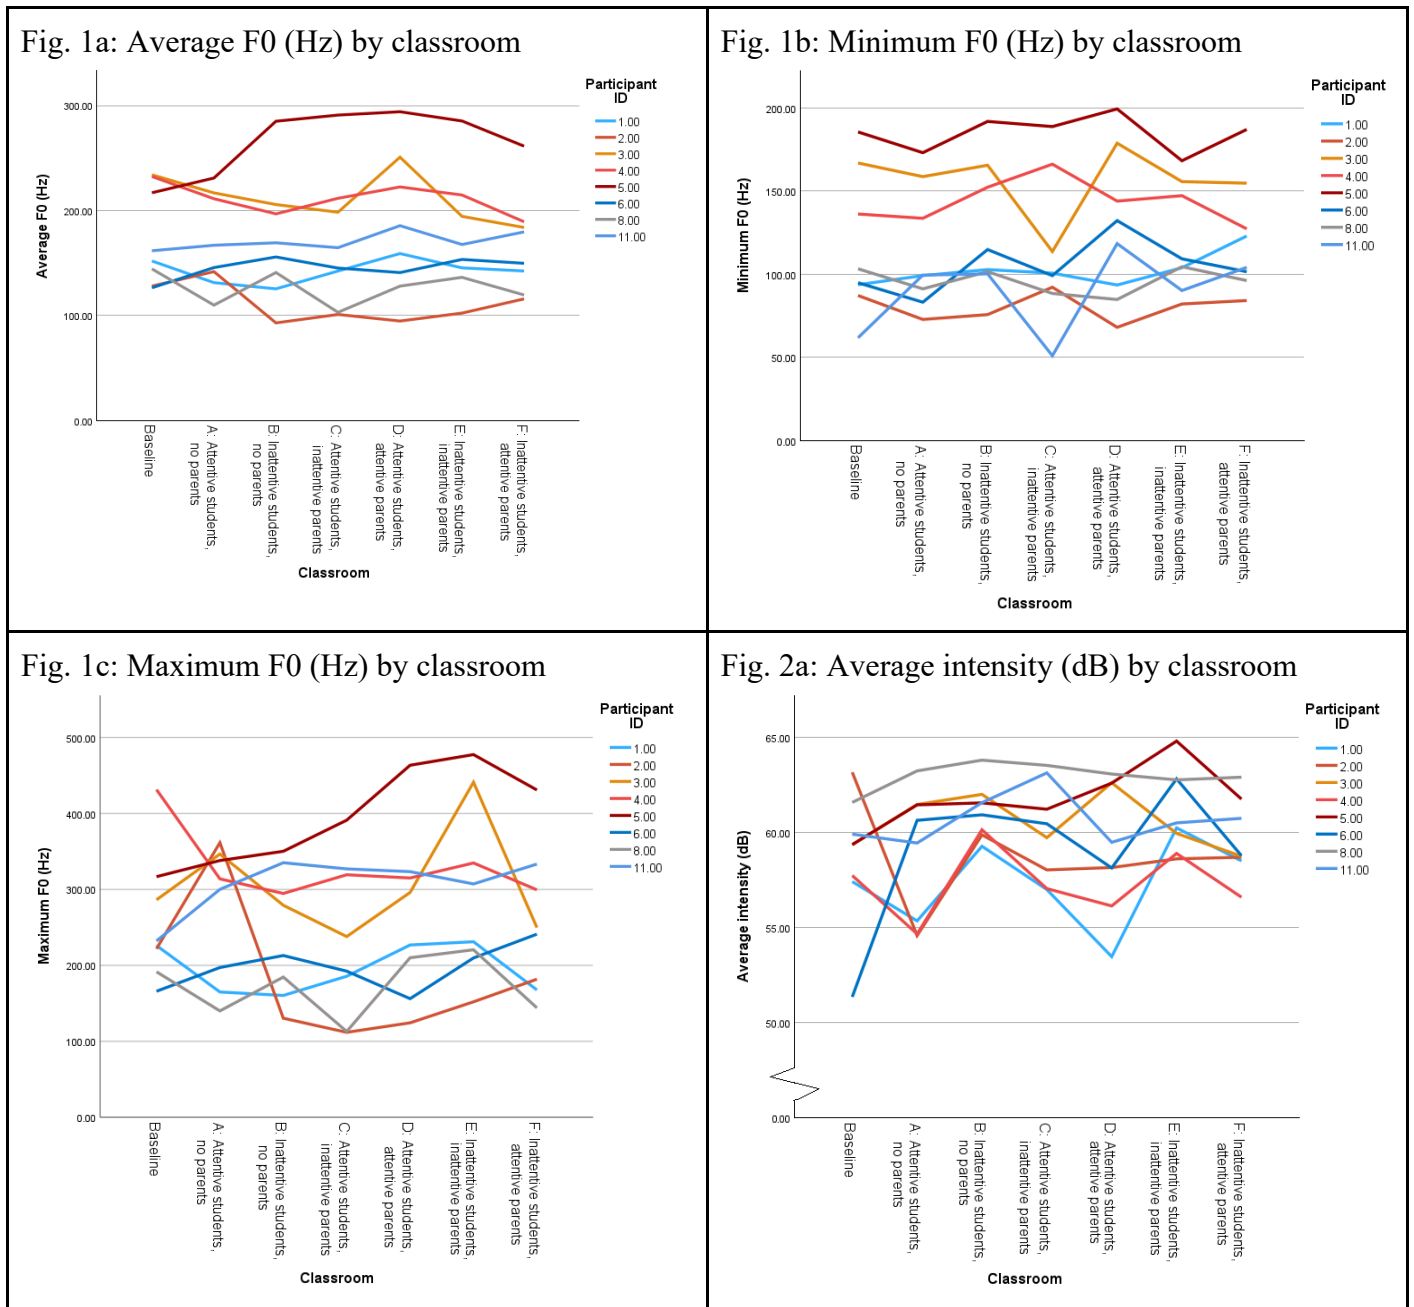 Fig. 1a: Average F0 (Hz) by classroom
Participant
ID
1.00
2.00
3.00
4.00
5.00
6.00
8.00
11.00
300.00
200.00
100.00
0.00
Average F0 (Hz)
Baseline
A: Attentive students,
no parents
B: Inattentive students,
no parents
C: Attentive students,
inattentive parents
D: Attentive students,
attentive parents
E: Inattentive students,
inattentive parents
F: Inattentive students,
attentive parents
Classroom
Fig. 1b: Minimum F0 (Hz) by classroom
Participant
ID
1.00
2.00
3.00
4.00
5.00
6.00
8.00
11.00
200.00
150.00
100.00
50.00
0.00
Minimum F0 (Hz)
Baseline
A: Attentive students,
no parents
B: Inattentive students,
no parents
C: Attentive students,
inattentive parents
D: Attentive students,
attentive parents
E: Inattentive students,
inattentive parents
F: Inattentive students,
attentive parents
Classroom
Fig. 1c: Maximum F0 (Hz) by classroom
Participant
ID
1.00
2.00
3.00
4.00
5.00
6.00
8.00
11.00
500.00
400.00
300.00
200.00
100.00
0.00
Maximum F0 (Hz)
Baseline
A: Attentive students,
no parents
B: Inattentive students,
no parents
C: Attentive students,
inattentive parents
D: Attentive students,
attentive parents
E: Inattentive students,
inattentive parents
F: Inattentive students,
attentive parents
Classroom
Fig. 2a: Average intensity (dB) by classroom
Participant
ID
1.00
2.00
3.00
4.00
5.00
6.00
8.00
11.00
65.00
60.00
55.00
50.00
0.00
Average intensity (dB)
Baseline
A: Attentive students,
no parents
B: Inattentive students,
no parents
C: Attentive students,
inattentive parents
D: Attentive students,
attentive parents
E: Inattentive students,
inattentive parents
F: Inattentive students,
attentive parents
Classroom